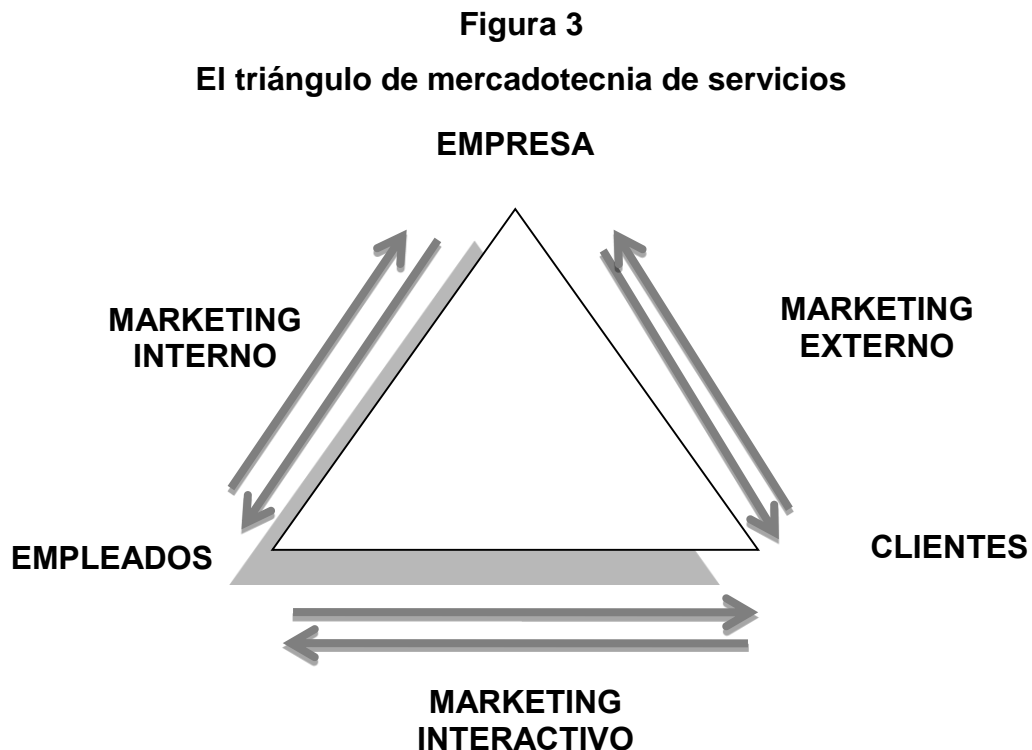 Figura 3
El triángulo de mercadotecnia de servicios
EMPRESA
MARKETING
INTERNO
MARKETING
EXTERNO
EMPLEADOS
CLIENTES
MARKETING
INTERACTIVO